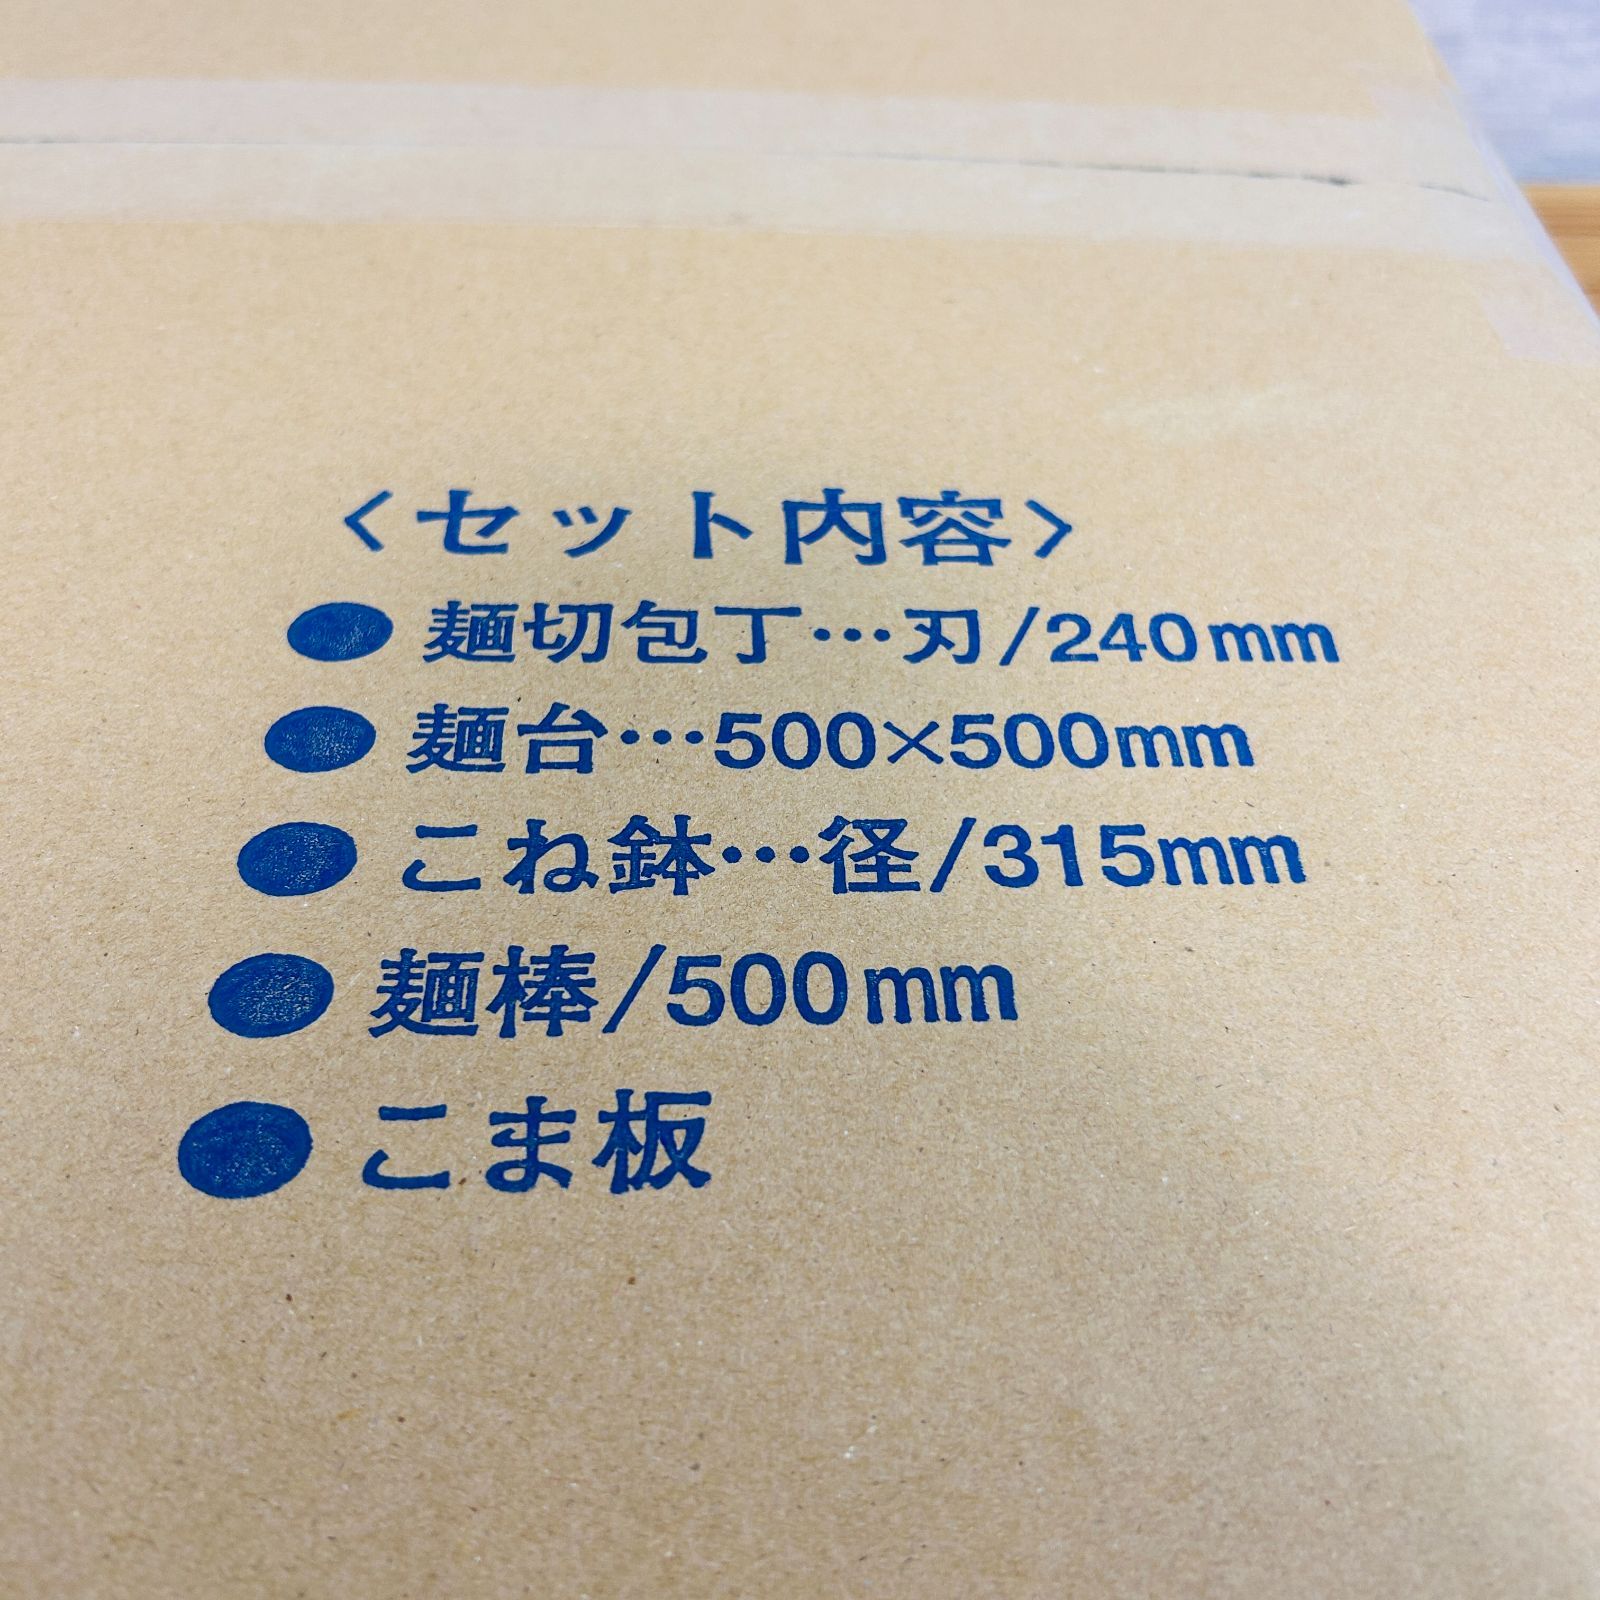 〈セット内容〉
●麺切包丁…刃/240mm
●麺台…500×500mm
●こね鉢…径/315mm
●麺棒/500mm
●こま板